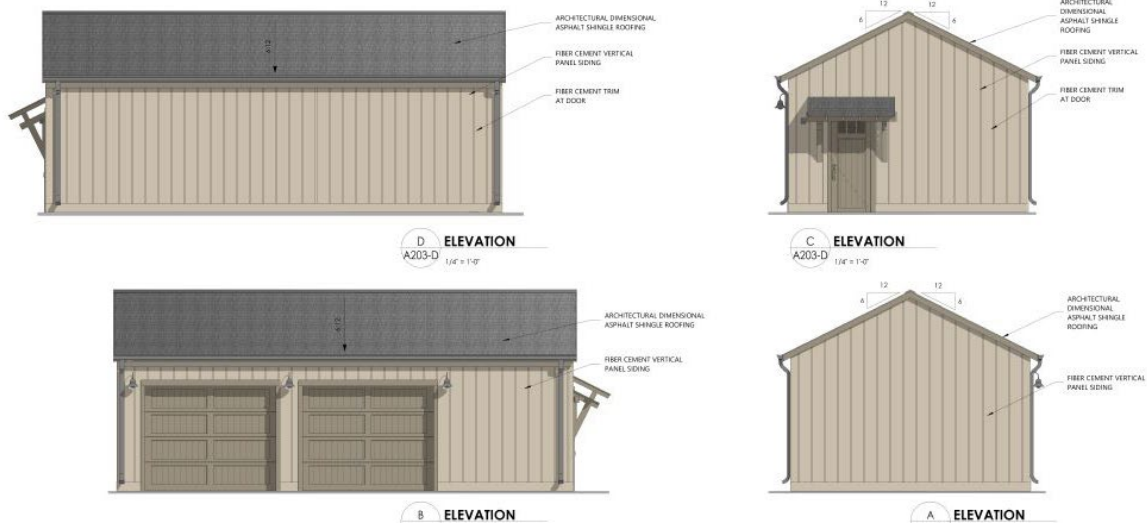 ARCHITECTURAL DIMENSIONAL
ASPHALT SHINGLE ROOFING
6:12
FIBER CEMENT VERTICAL
PANEL SIDING
FIBER CEMENT TRIM
AT DOOR
D
A203-D
ELEVATION
1/4" = 1'-0"
12
12
6
6
ARCHITECTURAL
DIMENSIONAL
ASPHALT SHINGLE
ROOFING
FIBER CEMENT VERTICAL
PANEL SIDING
FIBER CEMENT TRIM
AT DOOR
C
A203-D
ELEVATION
1/4" = 1'-0"
6:12
ARCHITECTURAL DIMENSIONAL
ASPHALT SHINGLE ROOFING
FIBER CEMENT VERTICAL
PANEL SIDING
B
ELEVATION
12
12
6
6
ARCHITECTURAL
DIMENSIONAL
ASPHALT SHINGLE
ROOFING
FIBER CEMENT VERTICAL
PANEL SIDING
A
ELEVATION